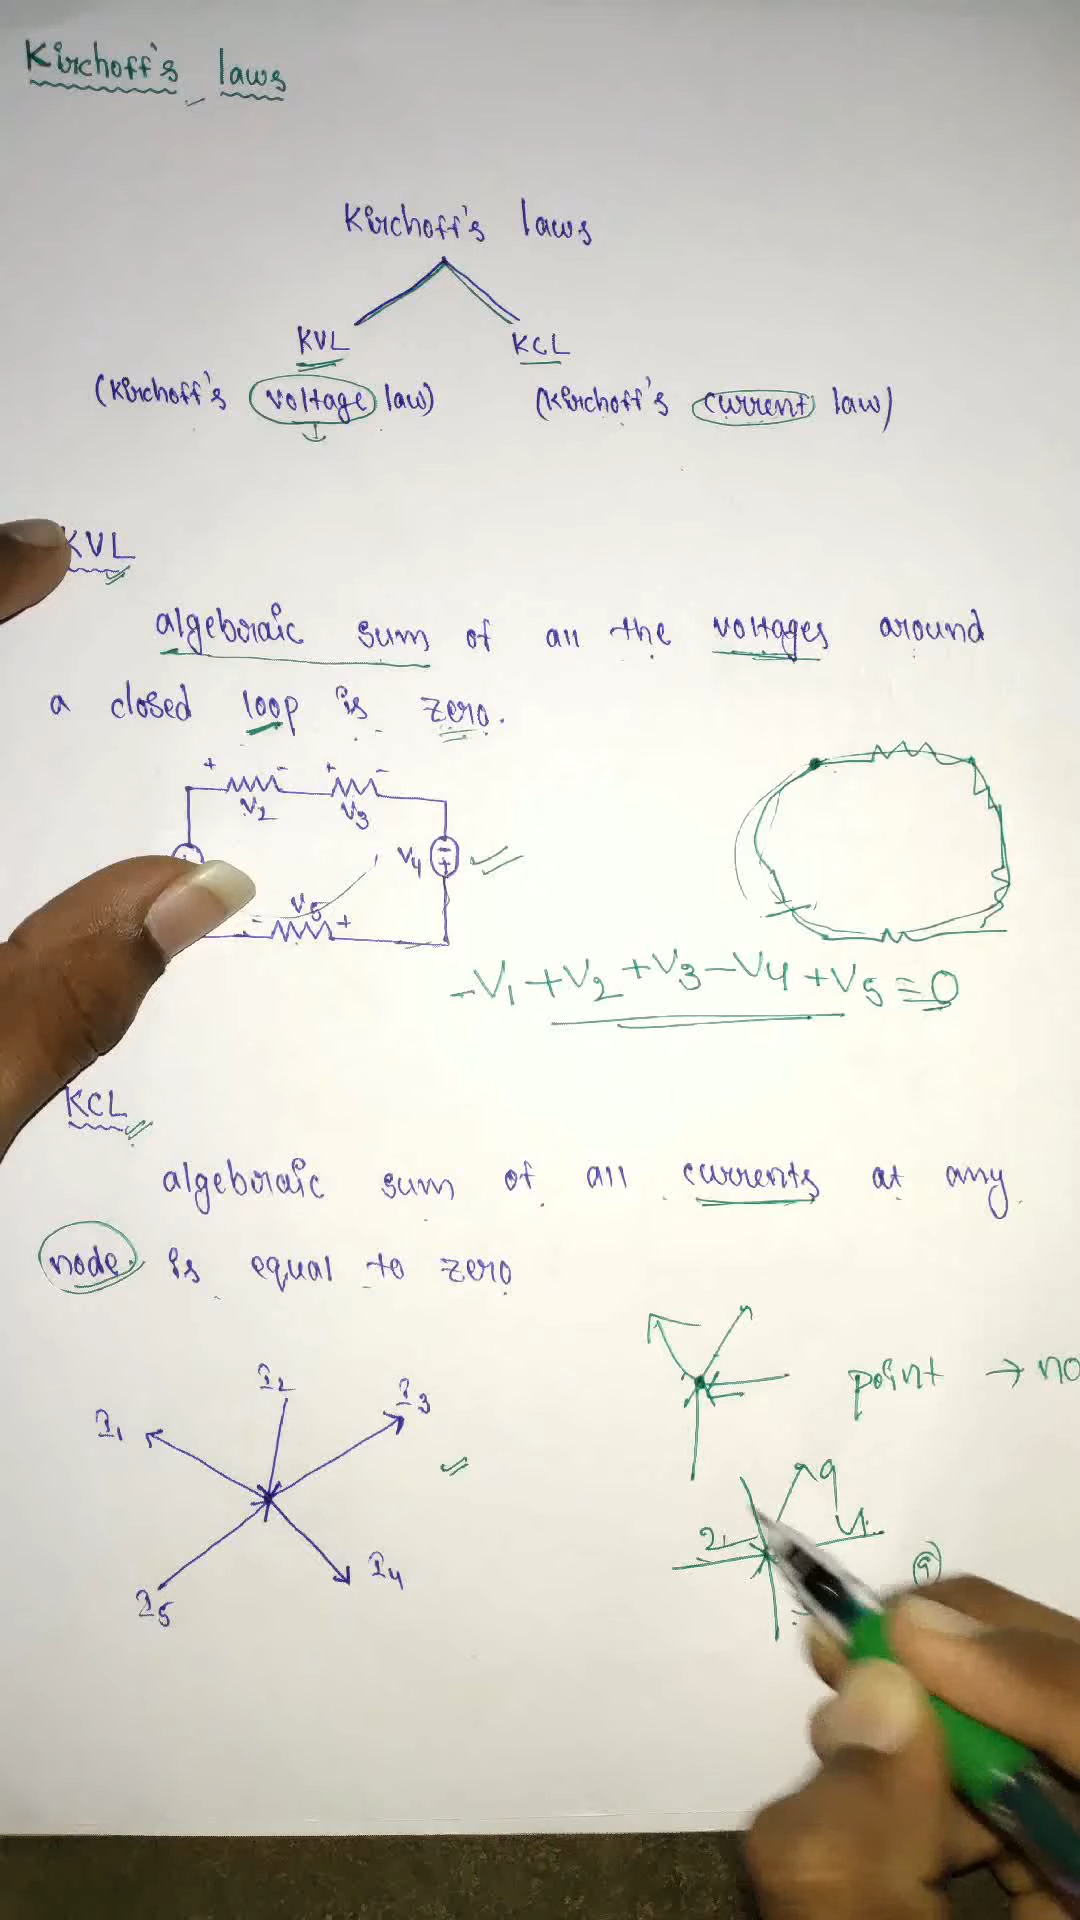 Kirchoff's laws
Kirchoff's laws
KVL KCL
(Kirchoff's voltage law) (Kirchoff's current law)
KVL
algebraic sum of all the voltages around
a closed loop is zero.
+ - + -
V2 V3
V4 - +
V5
- +
-V1 +V2 +V3 -V4 +V5 = 0
KCL
algebraic sum of all currents at any
node is equal to zero
I1 I2 I3
point → no
I5 I4
9